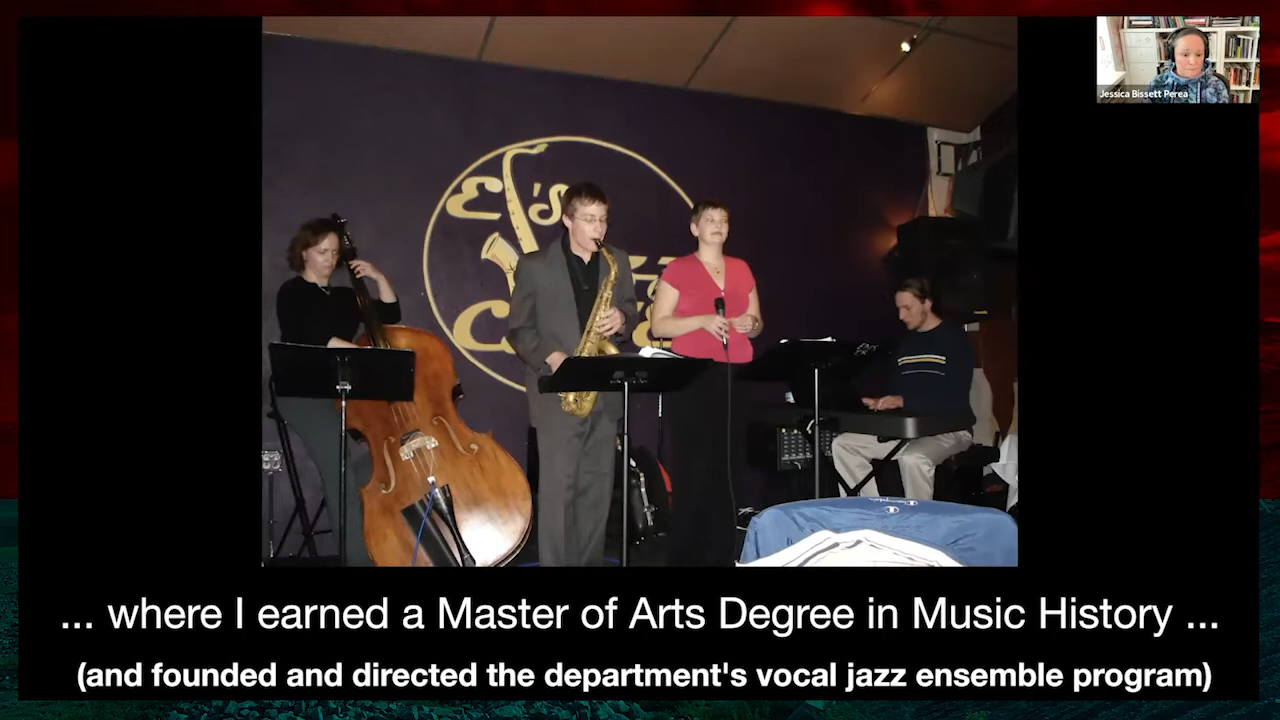 Jessica Bissett Perea
E 's
... where I earned a Master of Arts Degree in Music History ...
(and founded and directed the department's vocal jazz ensemble program)